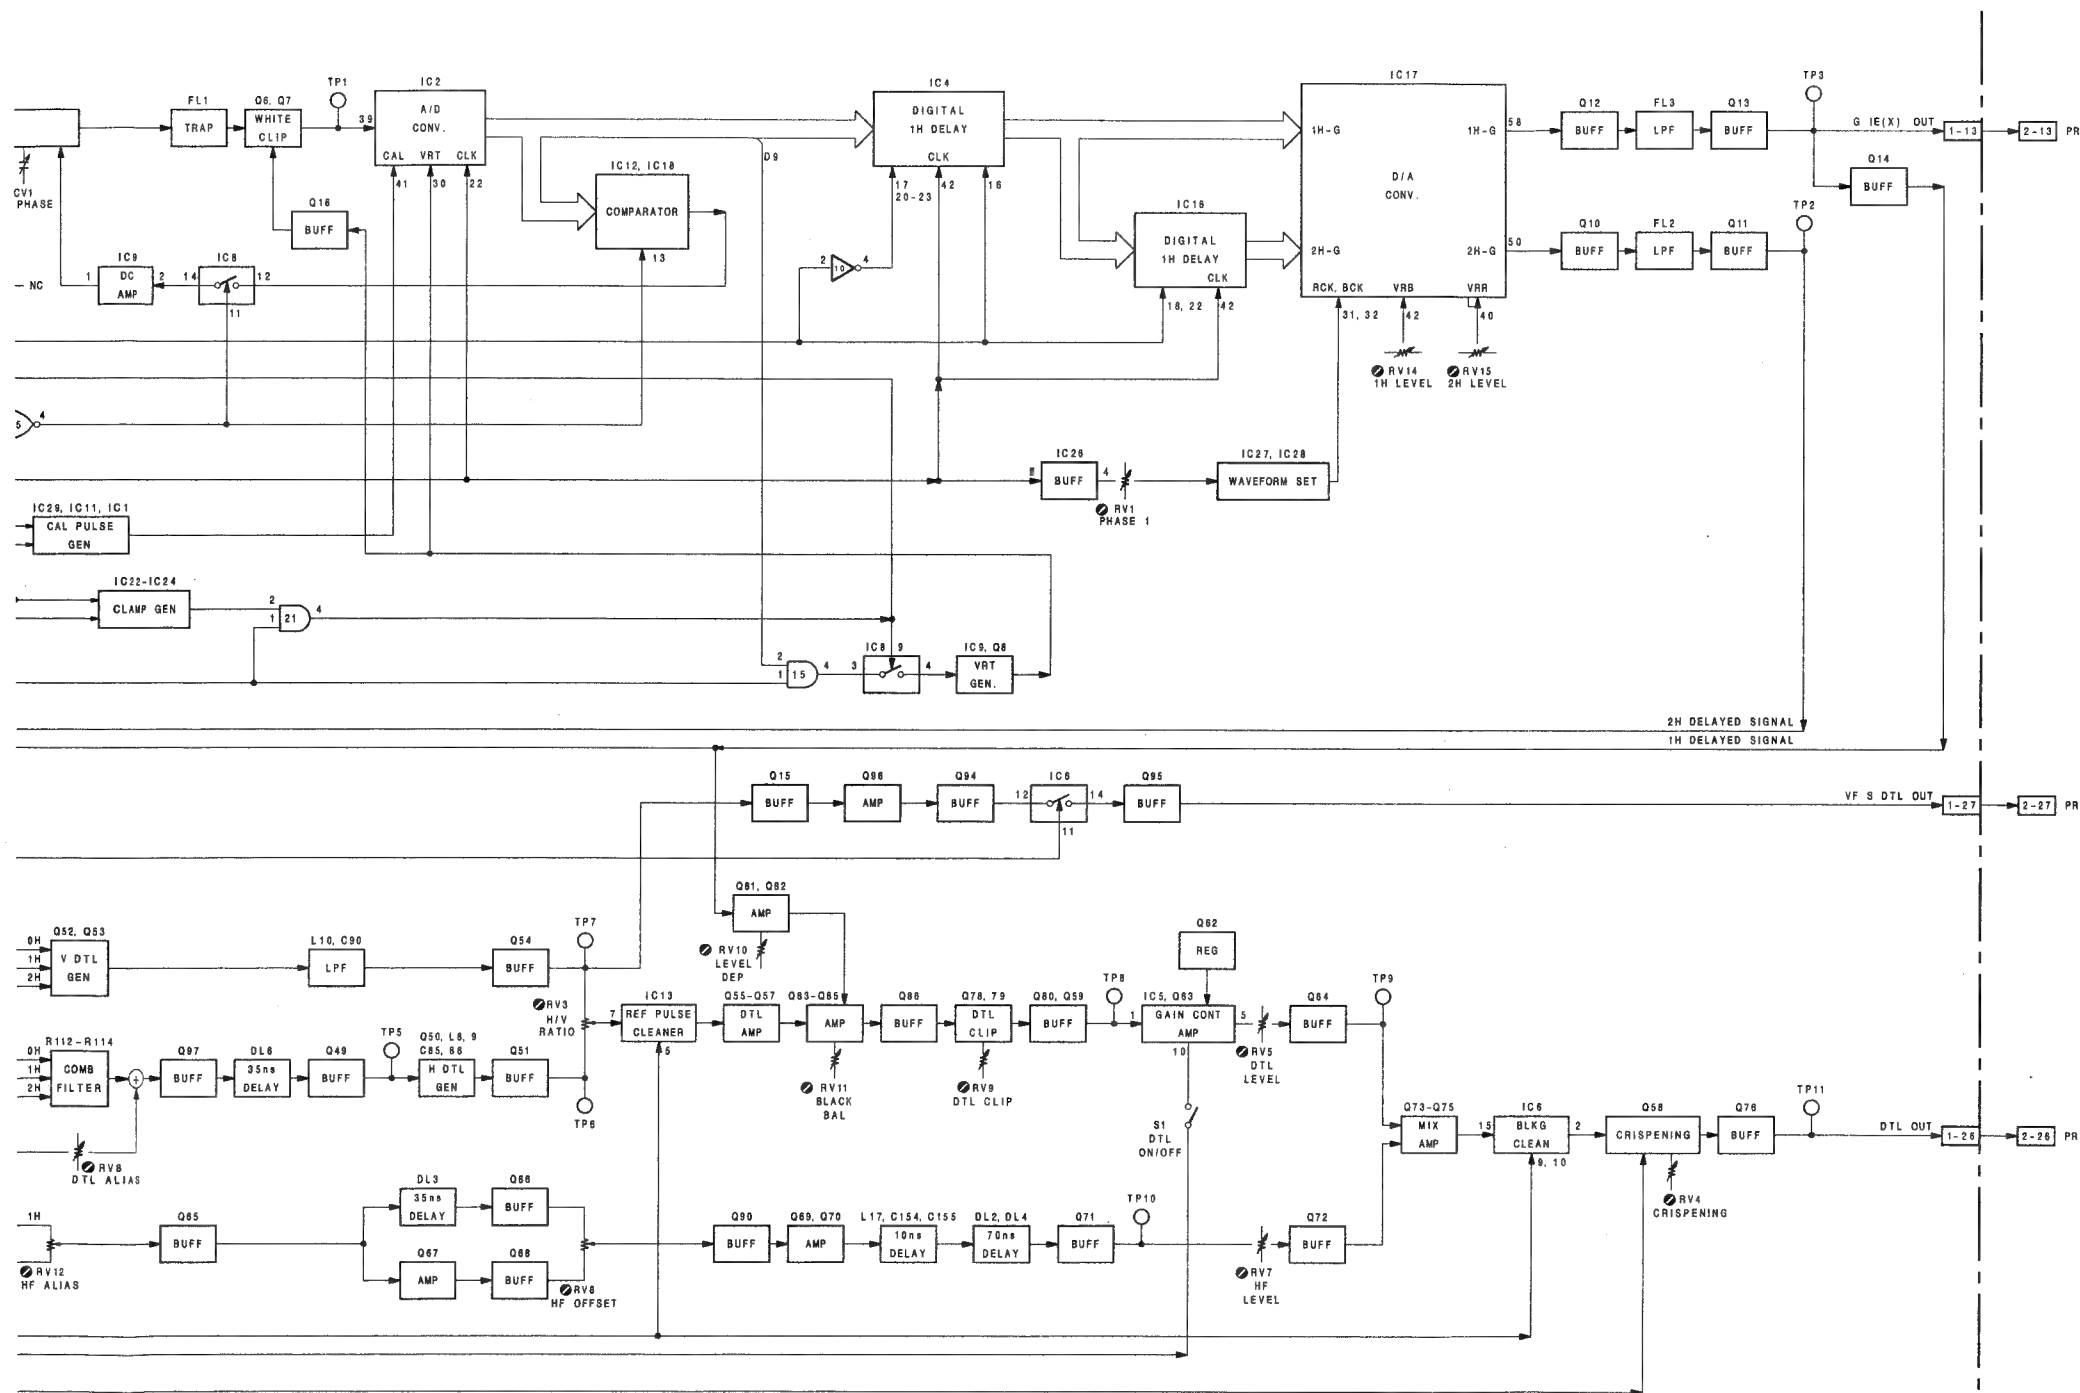 IC2
IC4
IC17
TP1
TP3
FL1
Q6, Q7
TRAP
WHITE
CLIP
39
A/D
CONV.
CAL VRT CLK
41
30
22
D9
DIGITAL
1H DELAY
CLK
17
20-23
42
16
1H-G
1H-G
58
D/A
CONV.
2H-G
2H-G
50
RCK, BCK
VRB
VRR
31, 32
42
40
Q12
FL3
Q13
BUFF
LPF
BUFF
G IE(X) OUT
1-13
2-13
PR
Q14
BUFF
TP2
Q10
FL2
Q11
BUFF
LPF
BUFF
CV1
PHASE
Q16
BUFF
IC12, IC18
COMPARATOR
13
IC16
DIGITAL
1H DELAY
CLK
18, 22
42
NC
IC9
1
DC
AMP
2
IC8
14
12
11
2
10
4
RV14
1H LEVEL
RV15
2H LEVEL
5
4
IC26
BUFF
4
RV1
PHASE 1
IC27, IC28
WAVEFORM SET
IC29, IC11, IC1
CAL PULSE
GEN
IC22-IC24
CLAMP GEN
2
1
21
4
2
1
15
4
IC8
9
3
4
IC9, Q8
VRT
GEN.
2H DELAYED SIGNAL
1H DELAYED SIGNAL
Q15
Q96
Q94
IC6
Q95
BUFF
AMP
BUFF
12
14
11
BUFF
VF S DTL OUT
1-27
2-27
PR
Q81, Q82
AMP
RV10
LEVEL
DEP
Q52, Q53
0H
1H
2H
V DTL
GEN
L10, C90
LPF
Q54
BUFF
TP7
RV3
H/V
RATIO
Q62
REG
IC13
7
REF PULSE
CLEANER
5
Q55-Q57
DTL
AMP
Q83-Q85
AMP
RV11
BLACK
BAL
Q86
BUFF
Q78, 79
DTL
CLIP
RV9
DTL CLIP
Q80, Q59
BUFF
TP8
IC5, Q63
1
GAIN CONT
AMP
5
10
RV5
DTL
LEVEL
Q64
BUFF
TP9
R112-R114
0H
1H
2H
COMB
FILTER
+
Q97
BUFF
DL6
35ns
DELAY
Q49
BUFF
TP5
Q50, L8, 9
C85, 86
H DTL
GEN
Q51
BUFF
TP6
RV8
DTL ALIAS
S1
DTL
ON/OFF
Q73-Q75
MIX
AMP
IC6
15
BLKG
CLEAN
2
9, 10
Q58
CRISPENING
RV4
CRISPENING
Q76
BUFF
TP11
DTL OUT
1-26
2-26
PR
1H
RV12
HF ALIAS
Q65
BUFF
DL3
35ns
DELAY
Q66
BUFF
Q67
AMP
Q68
BUFF
RV6
HF OFFSET
Q90
BUFF
Q69, Q70
AMP
L17, C154, C155
10ns
DELAY
DL2, DL4
70ns
DELAY
Q71
BUFF
TP10
RV7
HF
LEVEL
Q72
BUFF